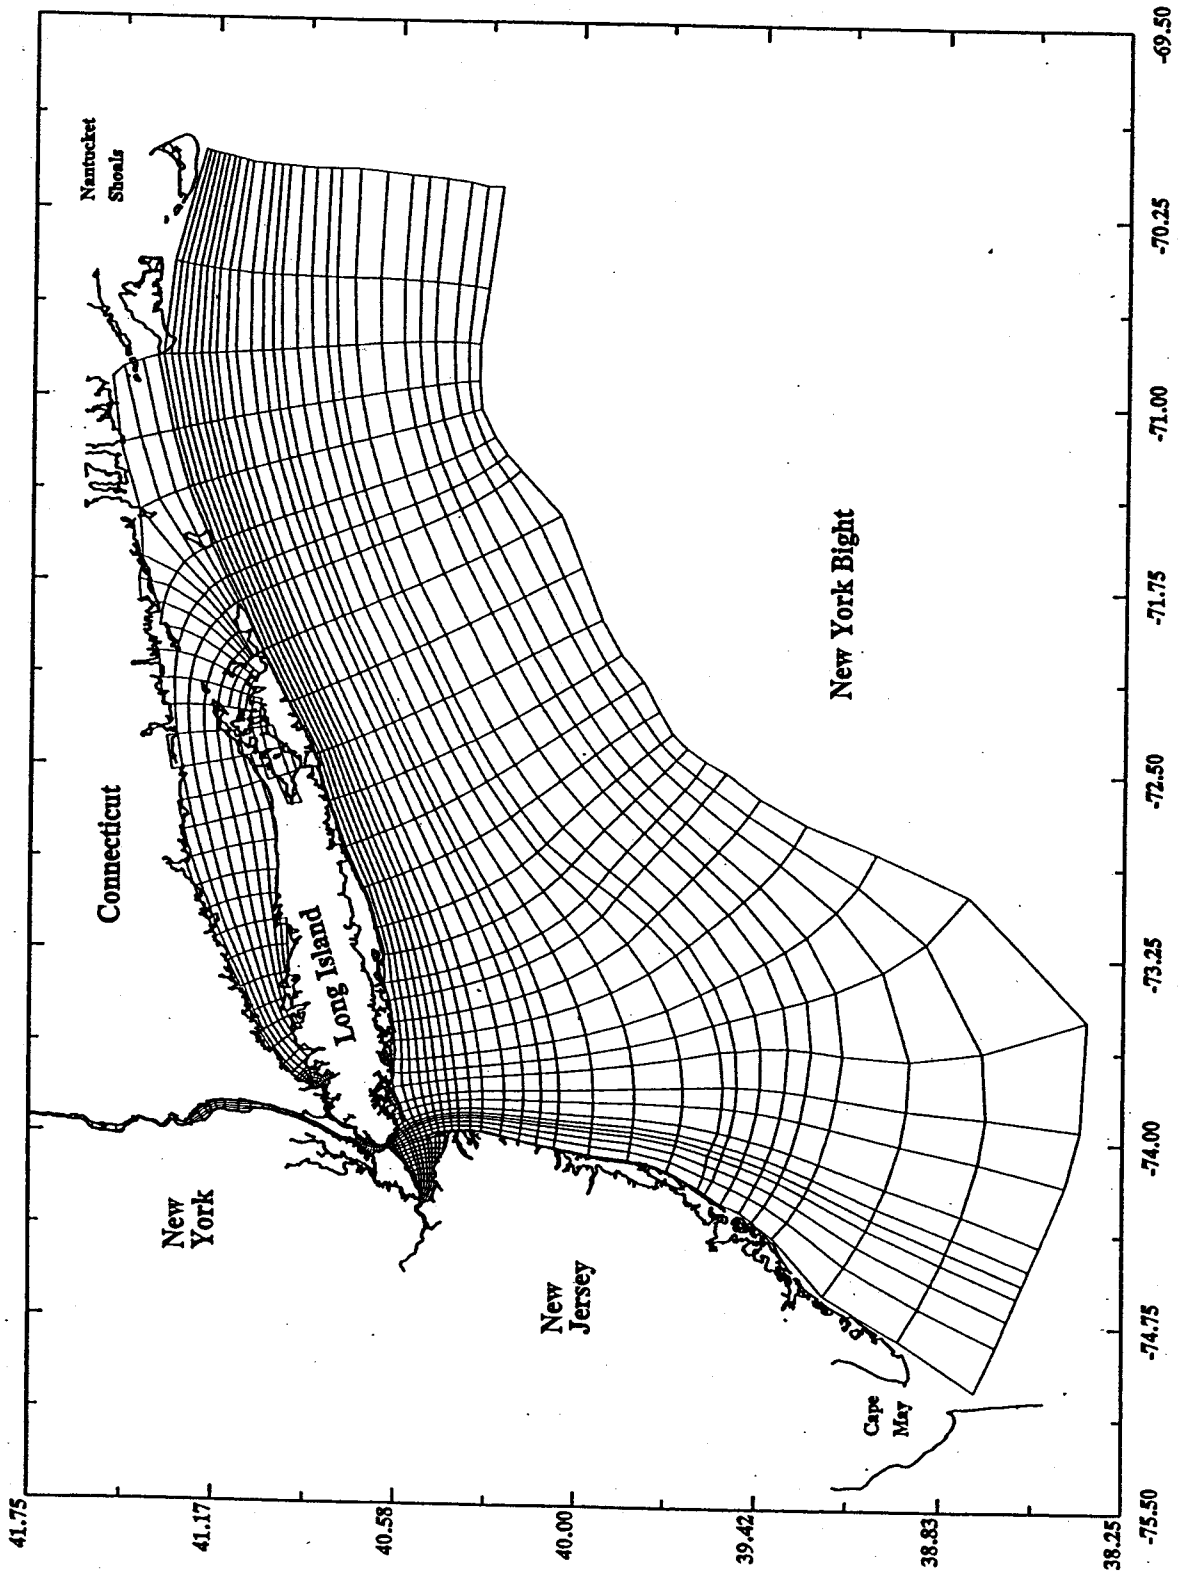 Nantucket
Shoals
Connecticut
Long Island
New
York
New
Jersey
New York Bight
Cape
May
41.75
41.17
40.58
40.00
39.42
38.83
38.25
-75.50
-74.75
-74.00
-73.25
-72.50
-71.75
-71.00
-70.25
-69.50